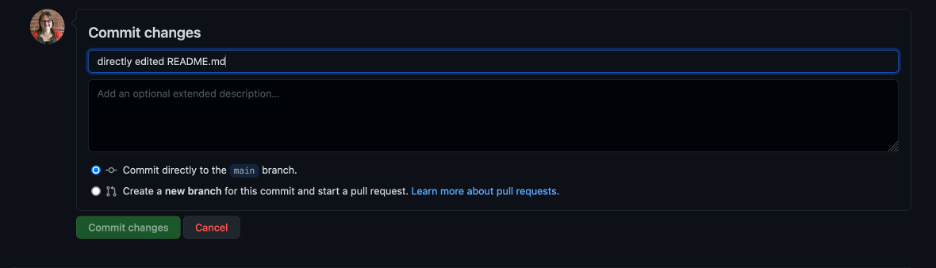 Commit changes
directly edited README.md
Add an optional extended description...
Commit directly to the main branch.
Create a new branch for this commit and start a pull request. Learn more about pull requests.
Commit changes
Cancel